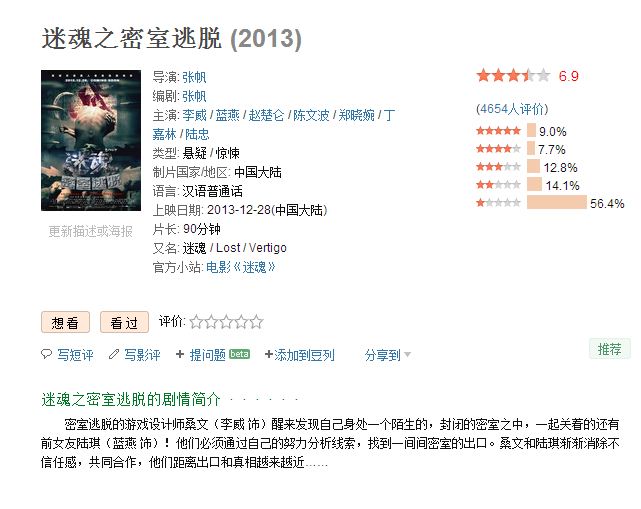 迷魂之密室逃脱 (2013)
导演: 张帆
编剧: 张帆
主演: 李威 / 蓝燕 / 赵楚仑 / 陈文波 / 郑晓婉 / 丁
嘉林 / 陆忠
类型: 悬疑 / 惊悚
制片国家/地区: 中国大陆
语言: 汉语普通话
上映日期: 2013-12-28(中国大陆)
片长: 90分钟
又名: 迷魂 / Lost / Vertigo
官方小站: 电影《迷魂》
更新描述或海报
6.9
(4654人评价)
9.0%
7.7%
12.8%
14.1%
56.4%
想看 看过 评价:
写短评 写影评 提问题 beta 添加到豆列 分享到
推荐
迷魂之密室逃脱的剧情简介 · · · · · ·
密室逃脱的游戏设计师桑文（李威 饰）醒来发现自己身处一个陌生的，封闭的密室之中，一起关着的还有
前女友陆琪（蓝燕 饰）！他们必须通过自己的努力分析线索，找到一间间密室的出口。桑文和陆琪渐渐消除不
信任感，共同合作，他们距离出口和真相越来越近……